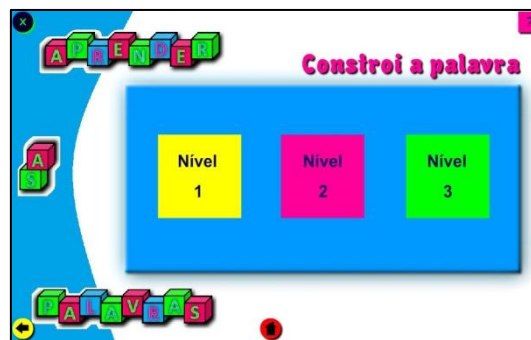 X
APRENDER
?
Constroi a palavra
AS
Nível
1
Nível
2
Nível
3
PALAVRAS